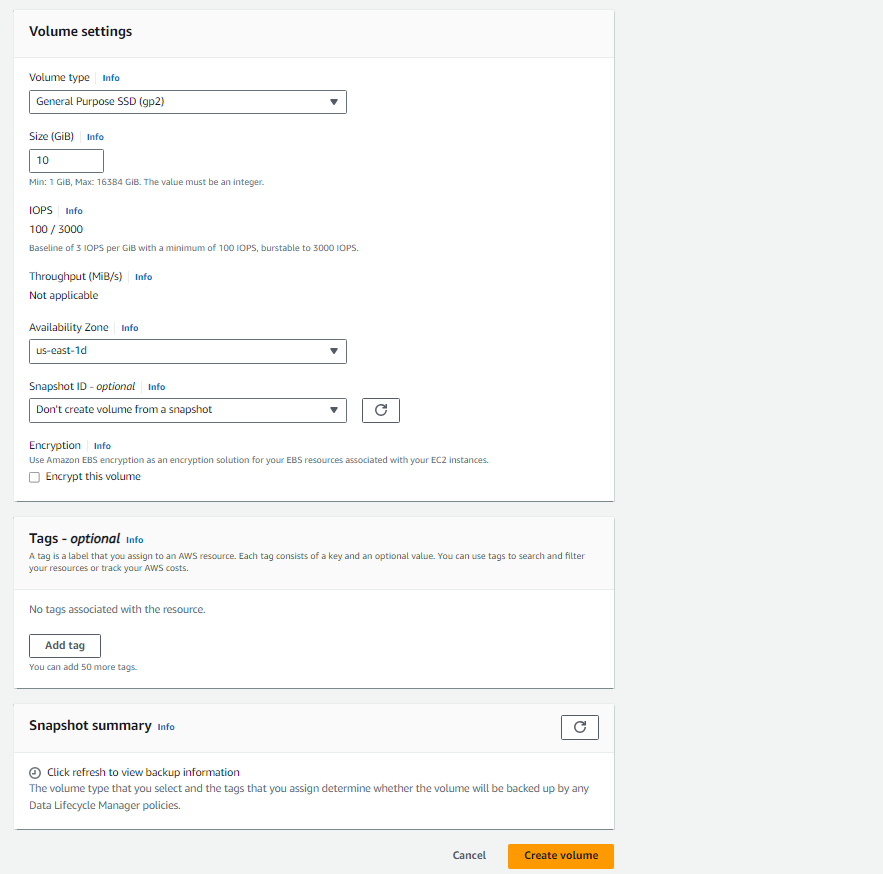 Volume settings
Volume type Info
General Purpose SSD (gp2)
Size (GiB) Info
10
Min: 1 GiB, Max: 16384 GiB. The value must be an integer.
IOPS Info
100 / 3000
Baseline of 3 IOPS per GiB with a minimum of 100 IOPS, burstable to 3000 IOPS.
Throughput (MiB/s) Info
Not applicable
Availability Zone Info
us-east-1d
Snapshot ID - optional Info
Don't create volume from a snapshot
Encryption Info
Use Amazon EBS encryption as an encryption solution for your EBS resources associated with your EC2 instances.
Encrypt this volume
Tags - optional Info
A tag is a label that you assign to an AWS resource. Each tag consists of a key and an optional value. You can use tags to search and filter
your resources or track your AWS costs.
No tags associated with the resource.
Add tag
You can add 50 more tags.
Snapshot summary Info
Click refresh to view backup information
The volume type that you select and the tags that you assign determine whether the volume will be backed up by any
Data Lifecycle Manager policies.
Cancel Create volume